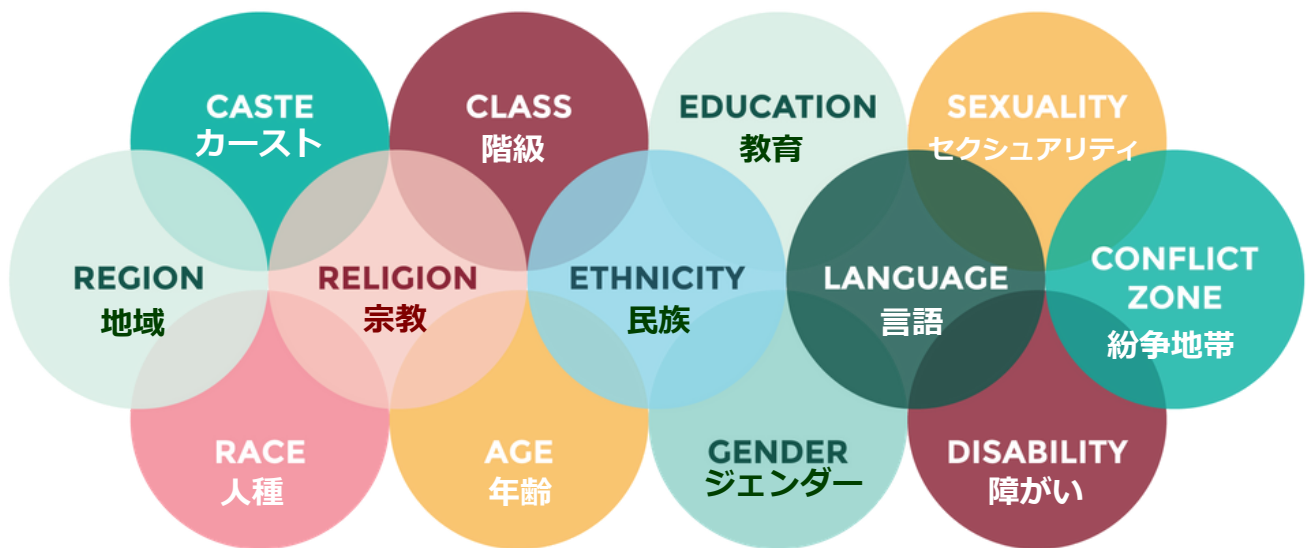 CASTE
カースト
CLASS
階級
EDUCATION
教育
SEXUALITY
セクシュアリティ
REGION
地域
RELIGION
宗教
ETHNICITY
民族
LANGUAGE
言語
CONFLICT
ZONE
紛争地帯
RACE
人種
AGE
年齢
GENDER
ジェンダー
DISABILITY
障がい